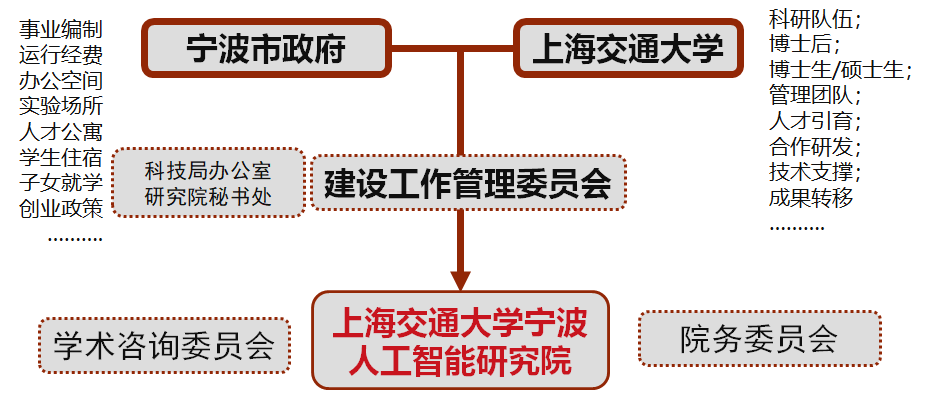 事业编制
运行经费
办公空间
实验场所
人才公寓
学生住宿
子女就学
创业政策
..........
宁波市政府
上海交通大学
科研队伍；
博士后；
博士生/硕士生；
管理团队；
人才引育；
合作研发；
技术支撑；
成果转移
..........
科技局办公室
研究院秘书处
建设工作管理委员会
学术咨询委员会
上海交通大学宁波
人工智能研究院
院务委员会